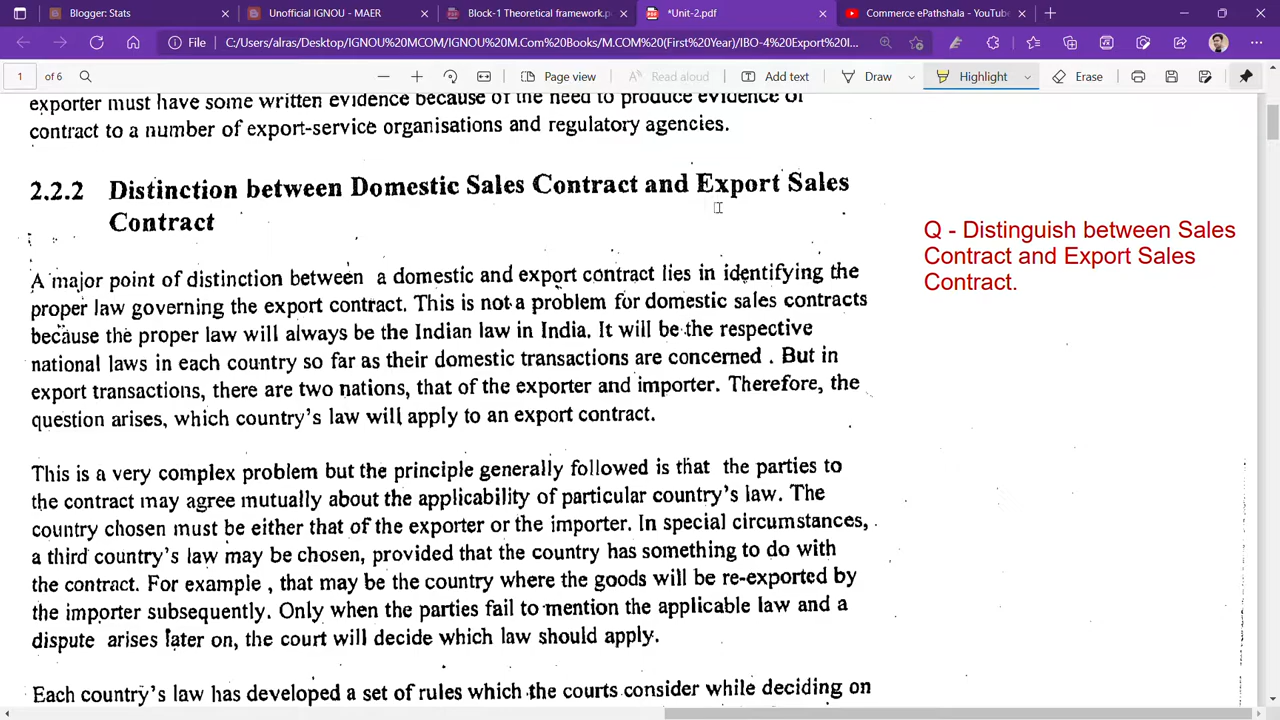 Blogger: Stats
Unofficial IGNOU - MAER
Block-1 Theoretical framework.p
*Unit-2.pdf
Commerce ePathshala - YouTube
File
C:/Users/alras/Desktop/IGNOU%20MCOM/IGNOU%20M.Com%20Books/M.COM%20(First%20Year)/IBO-4%20Export%20I...
1 of 6
Page view
Read aloud
Add text
Draw
Highlight
Erase
exporter must have some written evidence because of the need to produce evidence of
contract to a number of export-service organisations and regulatory agencies.
2.2.2 Distinction between Domestic Sales Contract and Export Sales
Contract
Q - Distinguish between Sales
Contract and Export Sales
Contract.
A major point of distinction between a domestic and export contract lies in identifying the
proper law governing the export contract. This is not a problem for domestic sales contracts
because the proper law will always be the Indian law in India. It will be the respective
national laws in each country so far as their domestic transactions are concerned . But in
export transactions, there are two nations, that of the exporter and importer. Therefore, the
question arises, which country's law will apply to an export contract.
This is a very complex problem but the principle generally followed is that the parties to
the contract may agree mutually about the applicability of particular country's law. The
country chosen must be either that of the exporter or the importer. In special circumstances,
a third country's law may be chosen, provided that the country has something to do with
the contract. For example , that may be the country where the goods will be re-exported by
the importer subsequently. Only when the parties fail to mention the applicable law and a
dispute arises later on, the court will decide which law should apply.
Each country's law has developed a set of rules which the courts consider while deciding on